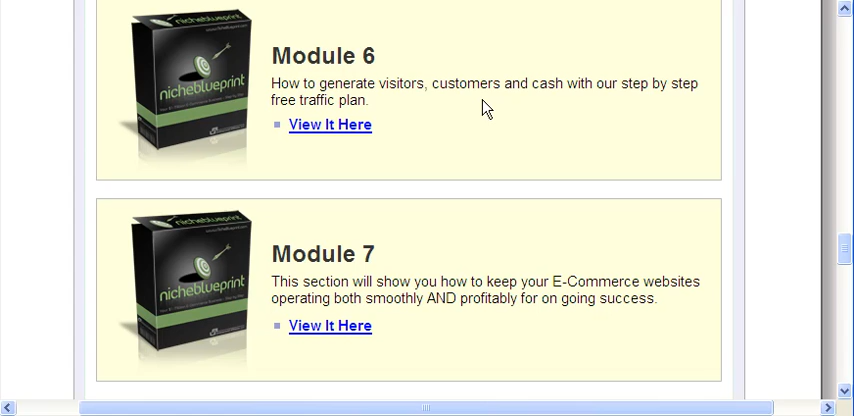 nicheblueprint
Module 6
How to generate visitors, customers and cash with our step by step
free traffic plan.
View It Here
nicheblueprint
nicheblueprint
Module 7
This section will show you how to keep your E-Commerce websites
operating both smoothly AND profitably for on going success.
View It Here